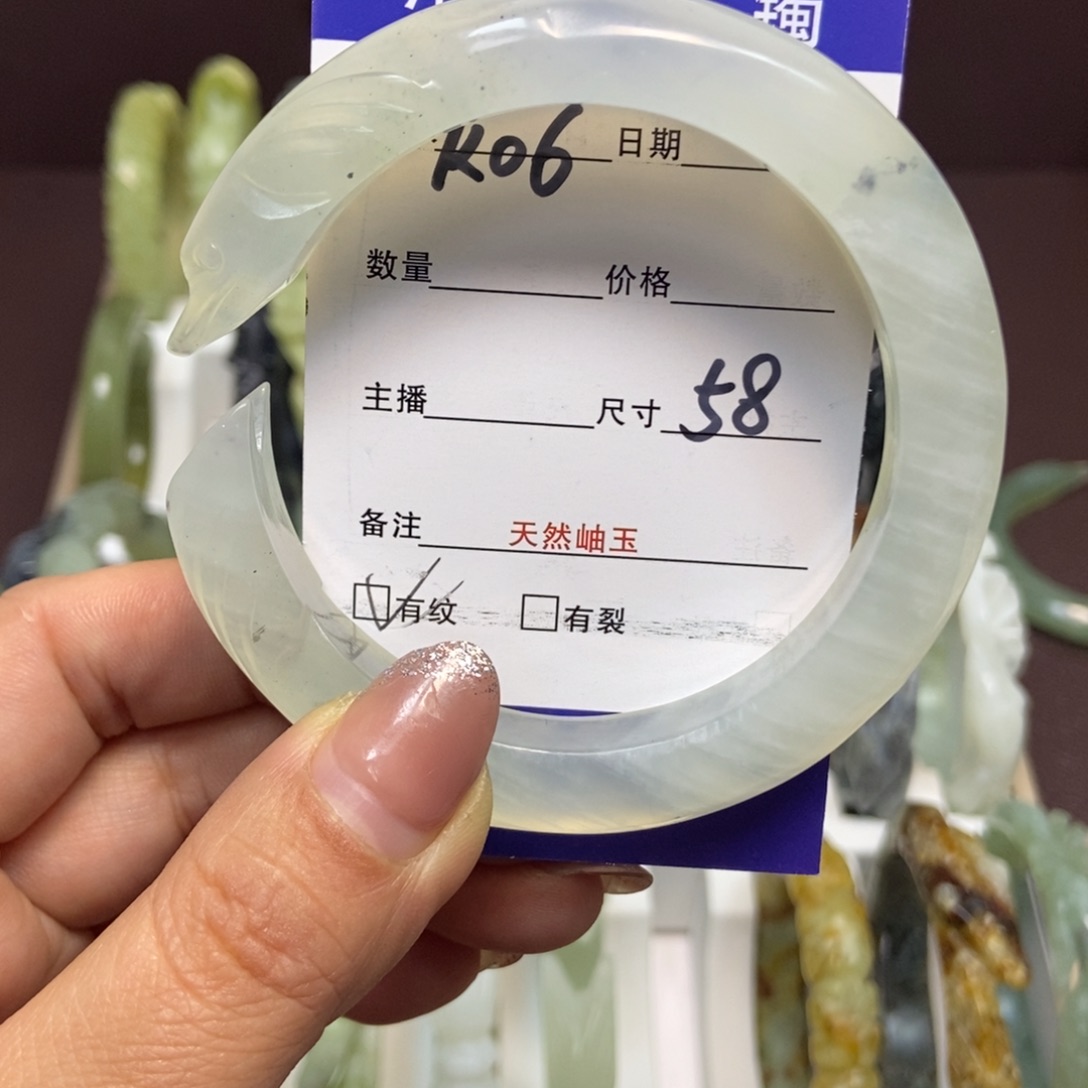 K06 日期
数量 价格
主播 尺寸 58
备注 天然岫玉
有纹 有裂